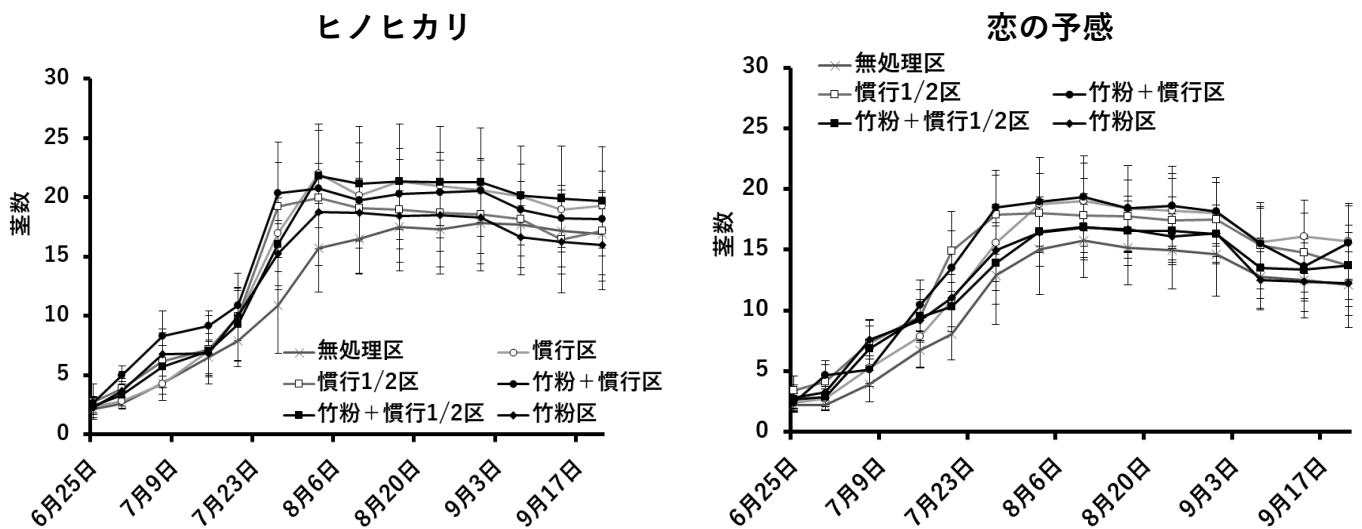 ヒノヒカリ
茎数
30
25
20
15
10
5
0
無処理区
慣行区
慣行1/2区
竹粉＋慣行区
竹粉＋慣行1/2区
竹粉区
6月25日
7月9日
7月23日
8月6日
8月20日
9月3日
9月17日
恋の予感
茎数
30
25
20
15
10
5
0
無処理区
慣行1/2区
竹粉＋慣行区
竹粉＋慣行1/2区
竹粉区
6月25日
7月9日
7月23日
8月6日
8月20日
9月3日
9月17日